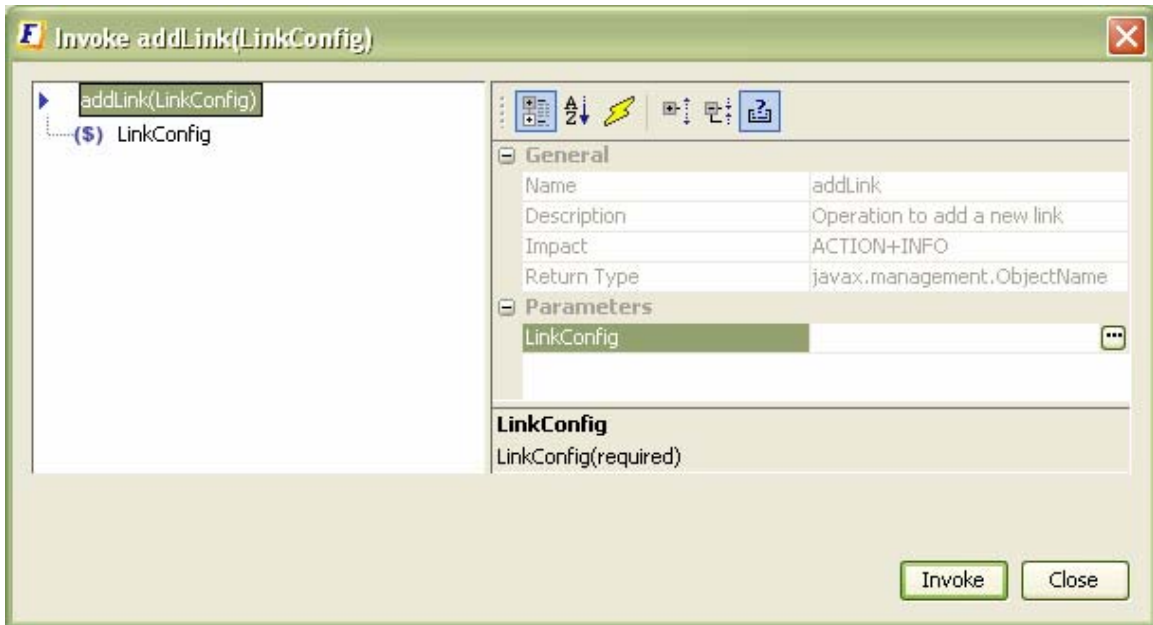 Invoke addLink(LinkConfig)
addLink(LinkConfig)
($) LinkConfig
General
Name addLink
Description Operation to add a new link
Impact ACTION+INFO
Return Type javax.management.ObjectName
Parameters
LinkConfig
LinkConfig
LinkConfig(required)
Invoke Close